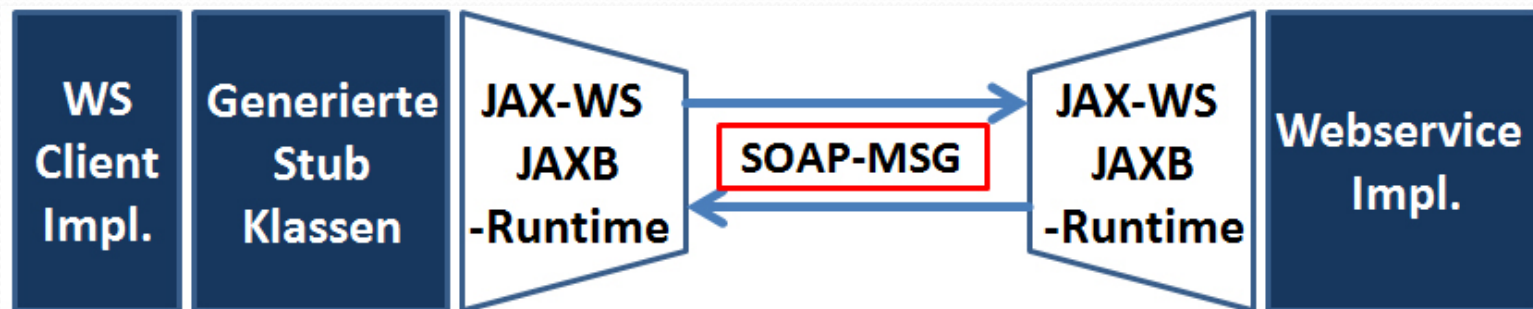 WS
Client
Impl.
Generierte
Stub
Klassen
JAX-WS
JAXB
-Runtime
SOAP-MSG
JAX-WS
JAXB
-Runtime
Webservice
Impl.